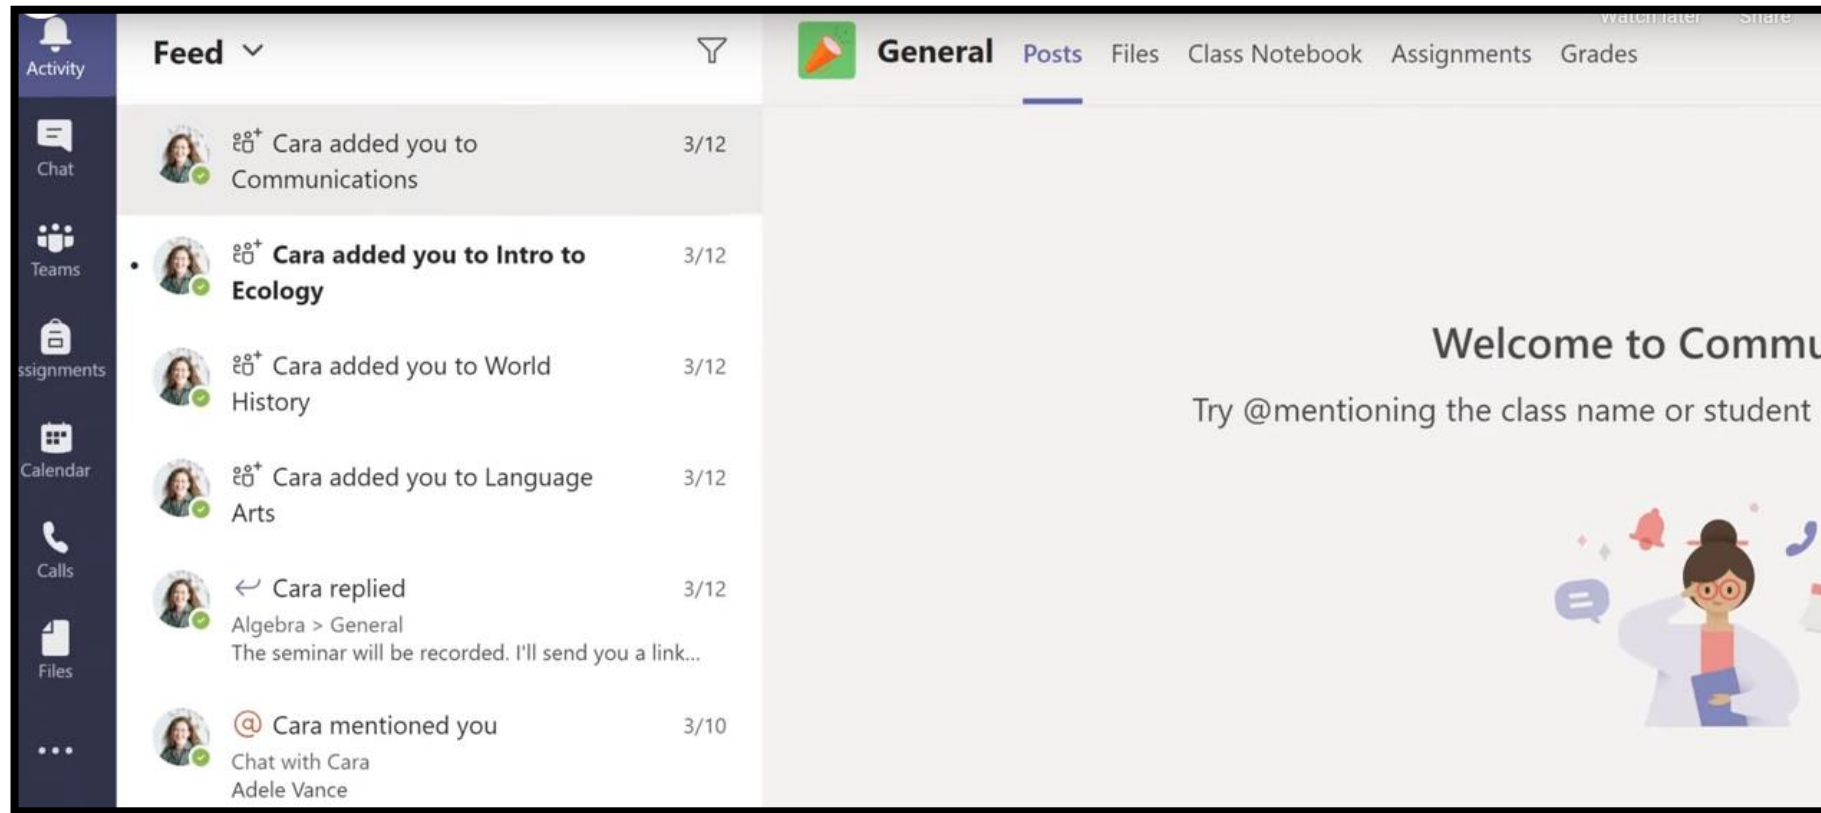 Watch later Share
Activity
Chat
Teams
ssignments
Calendar
Calls
Files
Feed
Cara added you to 3/12
Communications
Cara added you to Intro to 3/12
Ecology
Cara added you to World 3/12
History
Cara added you to Language 3/12
Arts
Cara replied 3/12
Algebra > General
The seminar will be recorded. I'll send you a link...
@ Cara mentioned you 3/10
Chat with Cara
Adele Vance
General Posts Files Class Notebook Assignments Grades
Welcome to Commu
Try @mentioning the class name or student